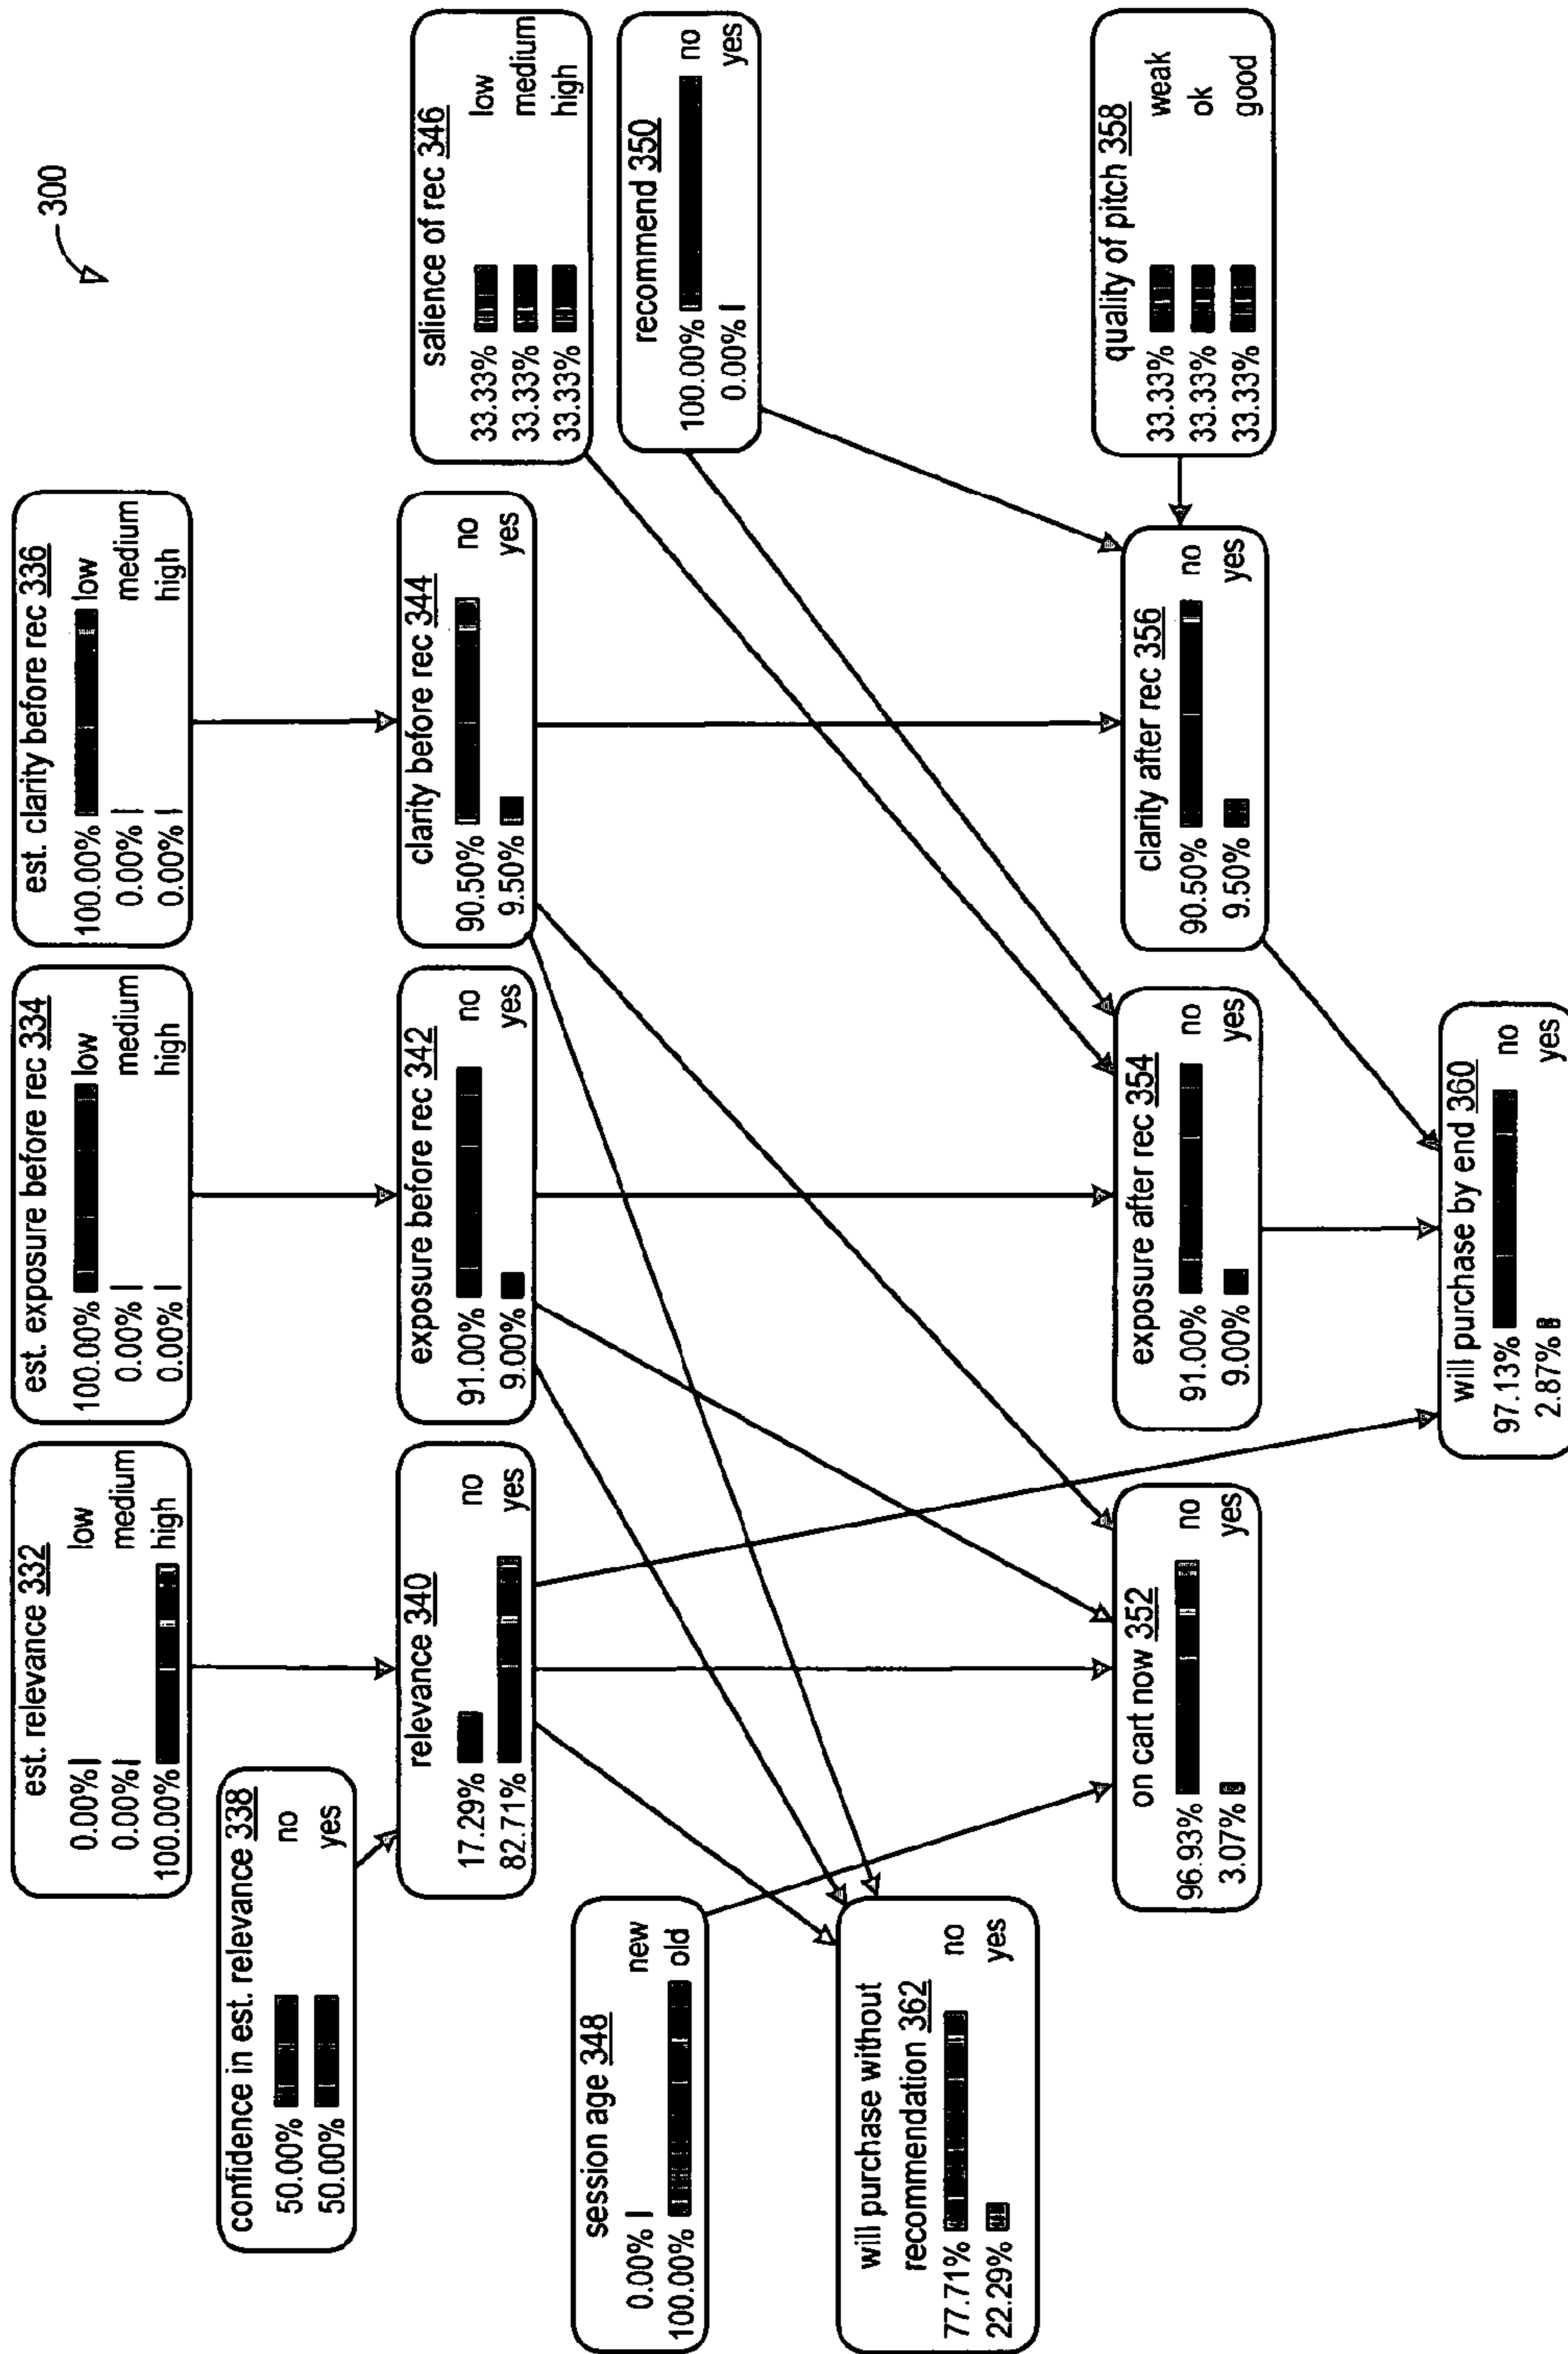 300
est. relevance 332
0.00% low
0.00% medium
100.00% high
est. exposure before rec 334
100.00% low
0.00% medium
0.00% high
est. clarity before rec 336
100.00% low
0.00% medium
0.00% high
confidence in est. relevance 338
50.00% no
50.00% yes
relevance 340
17.29% no
82.71% yes
exposure before rec 342
91.00% no
9.00% yes
clarity before rec 344
90.50% no
9.50% yes
salience of rec 346
33.33% low
33.33% medium
33.33% high
session age 348
0.00% new
100.00% old
recommend 350
100.00% no
0.00% yes
will purchase without
recommendation 362
77.71% no
22.29% yes
on cart now 352
96.93% no
3.07% yes
exposure after rec 354
91.00% no
9.00% yes
clarity after rec 356
90.50% no
9.50% yes
quality of pitch 358
33.33% weak
33.33% ok
33.33% good
will purchase by end 360
97.13% no
2.87% yes